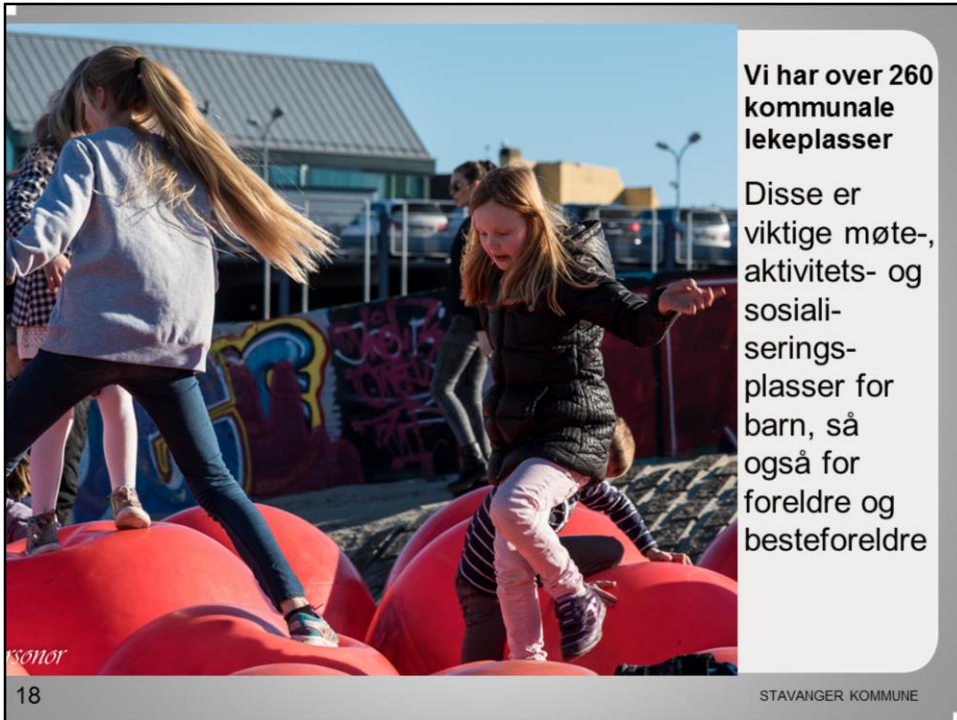 Vi har over 260
kommunale
lekeplasser
Disse er
viktige møte-,
aktivitets- og
sosiali-
serings-
plasser for
barn, så
også for
foreldre og
besteforeldre
18
STAVANGER KOMMUNE